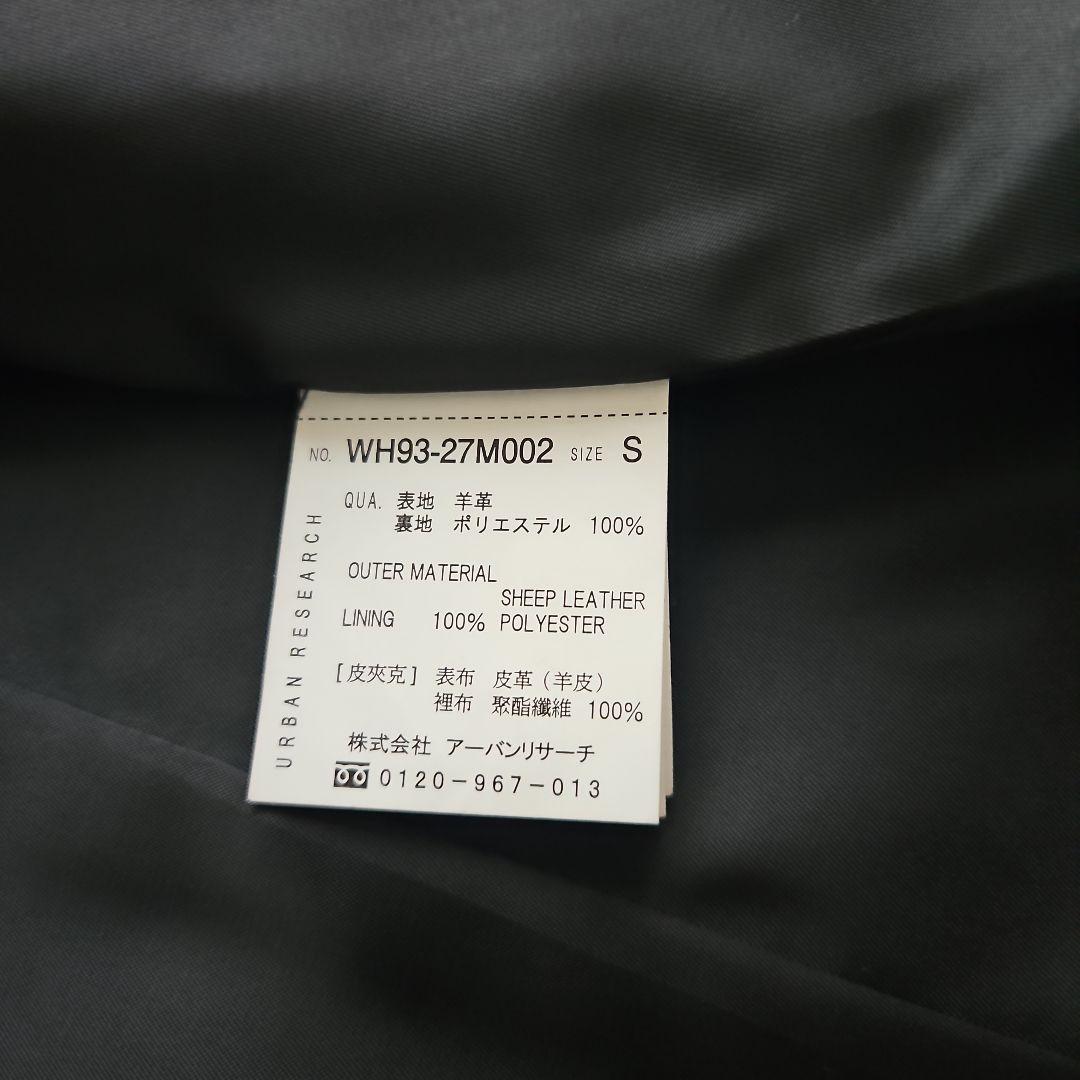 NO. WH93-27M002 SIZE S
QUA. 表地 羊革
裏地 ポリエステル 100%
OUTER MATERIAL
SHEEP LEATHER
LINING 100% POLYESTER
[皮夾克] 表布 皮革(羊皮)
裡布 聚酯纖維 100%
株式会社 アーバンリサーチ
0120-967-013
URBAN RESEARCH